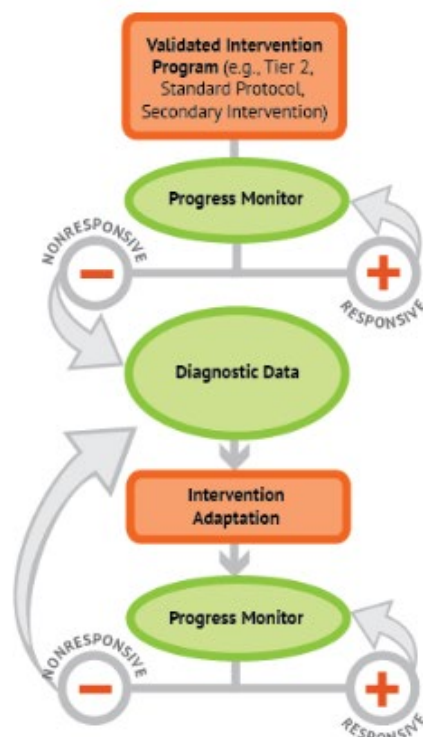 Validated Intervention
Program (e.g., Tier 2,
Standard Protocol,
Secondary Intervention)
Progress Monitor
NONRESPONSIVE
RESPONSIVE
Diagnostic Data
Intervention
Adaptation
Progress Monitor
NONRESPONSIVE
RESPONSIVE